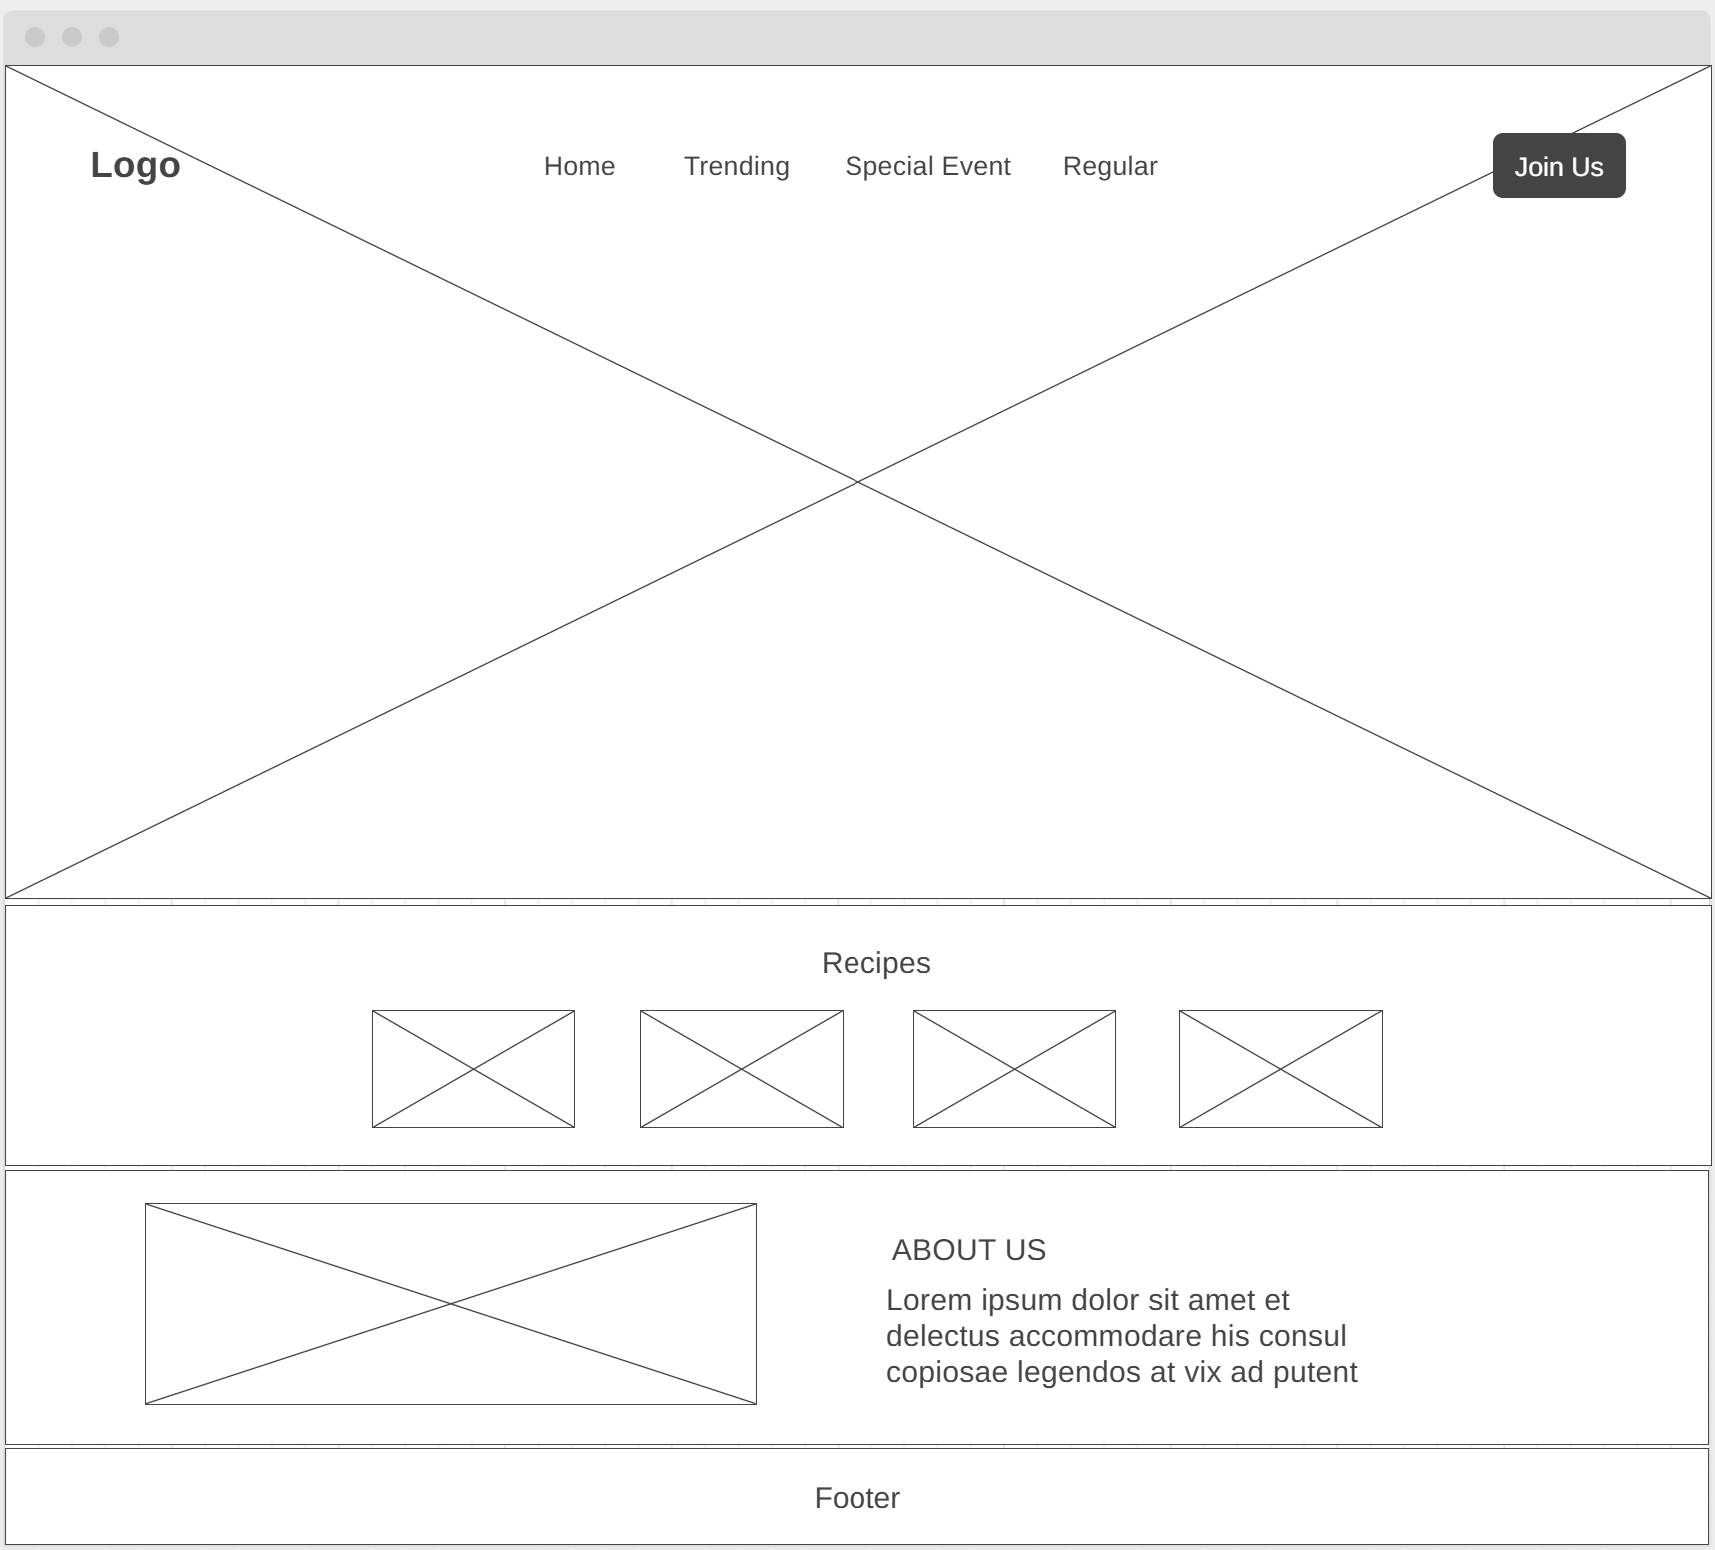 Logo
Home Trending Special Event Regular
Join Us
Recipes
ABOUT US
Lorem ipsum dolor sit amet et
delectus accommodare his consul
copiosae legendos at vix ad putent
Footer